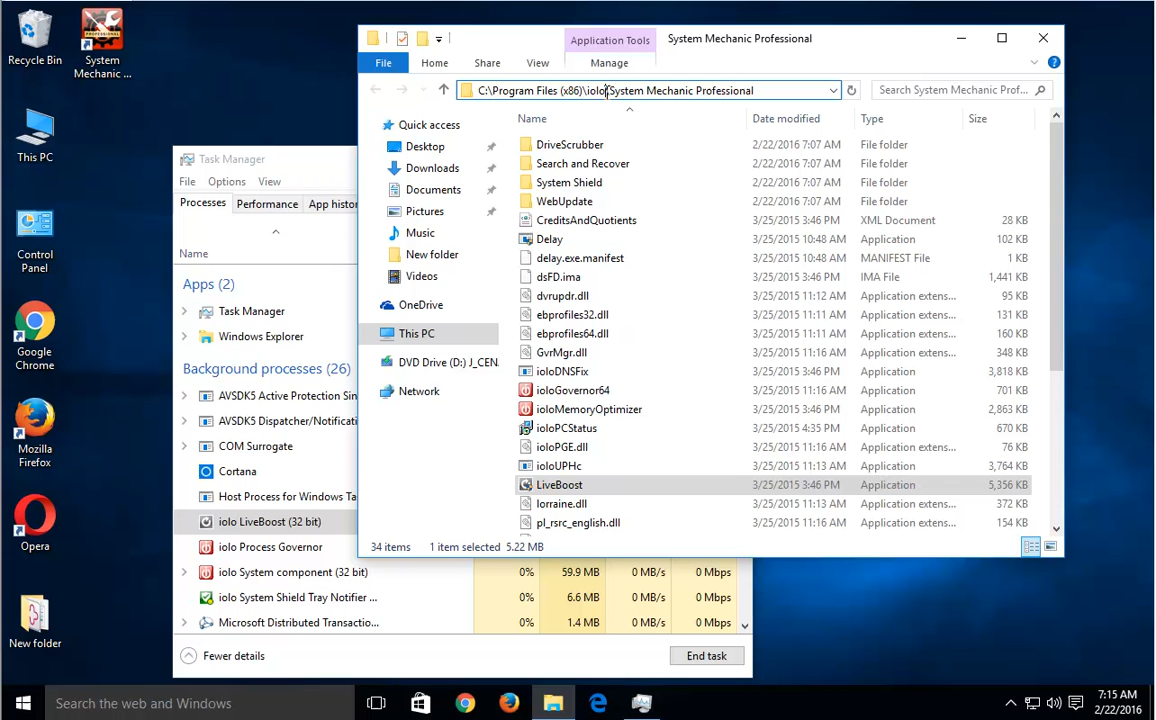 Recycle Bin
System
Mechanic ...
This PC
Control
Panel
Google
Chrome
Mozilla
Firefox
Opera
New folder
Task Manager
File Options View
Processes Performance App histor
Name
Apps (2)
Task Manager
Windows Explorer
Background processes (26)
AVSDK5 Active Protection Sin
AVSDK5 Dispatcher/Notificati
COM Surrogate
Cortana
Host Process for Windows Ta
iolo LiveBoost (32 bit)
iolo Process Governor
iolo System component (32 bit) 0% 59.9 MB 0 MB/s 0 Mbps
iolo System Shield Tray Notifier ... 0% 6.6 MB 0 MB/s 0 Mbps
Microsoft Distributed Transactio... 0% 1.4 MB 0 MB/s 0 Mbps
Fewer details End task
Application Tools System Mechanic Professional
File Home Share View Manage
C:\Program Files (x86)\iolo\System Mechanic Professional Search System Mechanic Prof...
Quick access
Desktop
Downloads
Documents
Pictures
Music
New folder
Videos
OneDrive
This PC
DVD Drive (D:) J_CEN
Network
Name Date modified Type Size
DriveScrubber 2/22/2016 7:07 AM File folder
Search and Recover 2/22/2016 7:07 AM File folder
System Shield 2/22/2016 7:07 AM File folder
WebUpdate 2/22/2016 7:07 AM File folder
CreditsAndQuotients 3/25/2015 3:46 PM XML Document 28 KB
Delay 3/25/2015 10:48 AM Application 102 KB
delay.exe.manifest 3/25/2015 10:48 AM MANIFEST File 1 KB
dsFD.ima 3/25/2015 3:46 PM IMA File 1,441 KB
dvrupdr.dll 3/25/2015 11:12 AM Application extens... 95 KB
ebprofiles32.dll 3/25/2015 11:11 AM Application extens... 131 KB
ebprofiles64.dll 3/25/2015 11:11 AM Application extens... 160 KB
GvrMgr.dll 3/25/2015 11:16 AM Application extens... 348 KB
ioloDNSFix 3/25/2015 3:46 PM Application 3,818 KB
ioloGovernor64 3/25/2015 11:16 AM Application 701 KB
ioloMemoryOptimizer 3/25/2015 3:46 PM Application 2,863 KB
ioloPCStatus 3/25/2015 4:35 PM Application 670 KB
ioloPGE.dll 3/25/2015 11:16 AM Application extens... 76 KB
ioloUPHc 3/25/2015 11:13 AM Application 3,764 KB
LiveBoost 3/25/2015 3:46 PM Application 5,356 KB
lorraine.dll 3/25/2015 11:13 AM Application extens... 372 KB
pl_rsrc_english.dll 3/25/2015 11:16 AM Application extens... 154 KB
34 items 1 item selected 5.22 MB
Search the web and Windows
7:15 AM
2/22/2016